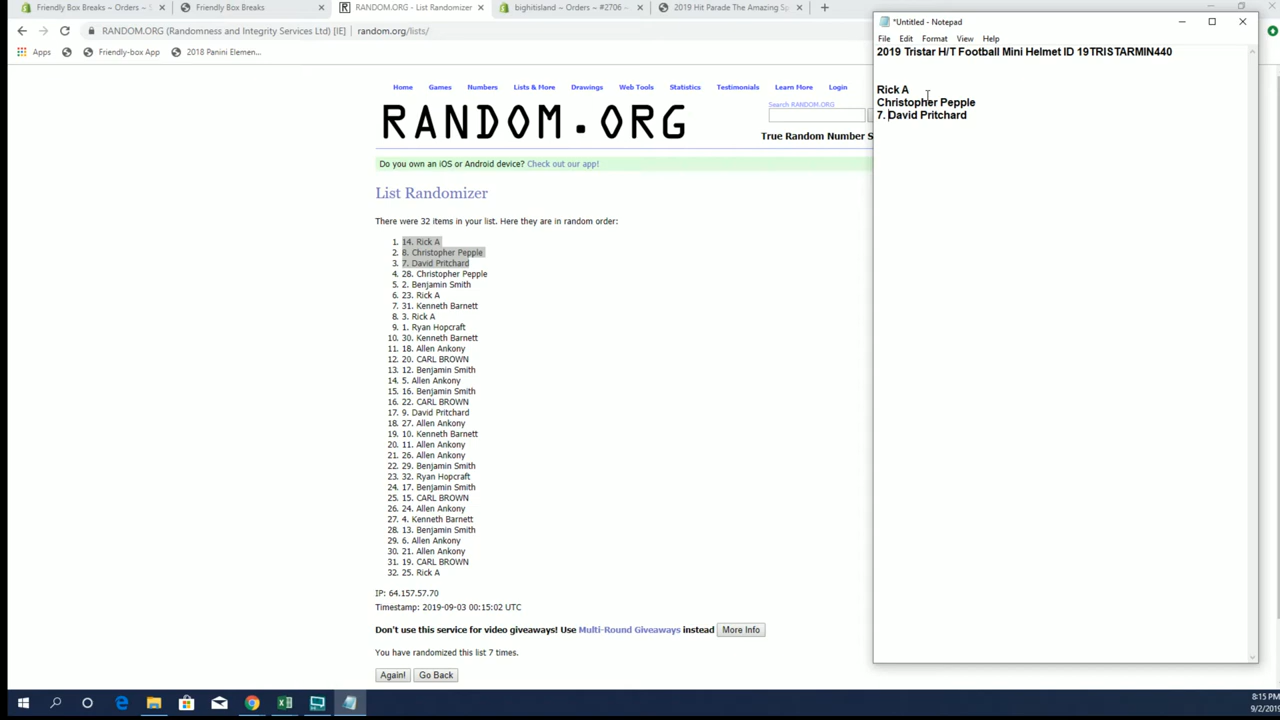 Friendly Box Breaks ~ Orders ~ S
Friendly Box Breaks
RANDOM.ORG - List Randomizer
bighitisland ~ Orders ~ #2706 ~
2019 Hit Parade The Amazing Sp
RANDOM.ORG (Randomness and Integrity Services Ltd) [IE] | random.org/lists/
Apps Friendly-box App 2018 Panini Elemen...
Home Games Numbers Lists & More Drawings Web Tools Statistics Testimonials Learn More Login
Search RANDOM.ORG
RANDOM.ORG
True Random Number S
Do you own an iOS or Android device? Check out our app!
List Randomizer
There were 32 items in your list. Here they are in random order:
1. 14. Rick A
2. 8. Christopher Pepple
3. 7. David Pritchard
4. 28. Christopher Pepple
5. 2. Benjamin Smith
6. 23. Rick A
7. 31. Kenneth Barnett
8. 3. Rick A
9. 1. Ryan Hopcraft
10. 30. Kenneth Barnett
11. 18. Allen Ankony
12. 20. CARL BROWN
13. 12. Benjamin Smith
14. 5. Allen Ankony
15. 16. Benjamin Smith
16. 22. CARL BROWN
17. 9. David Pritchard
18. 27. Allen Ankony
19. 10. Kenneth Barnett
20. 11. Allen Ankony
21. 26. Allen Ankony
22. 29. Benjamin Smith
23. 32. Ryan Hopcraft
24. 17. Benjamin Smith
25. 15. CARL BROWN
26. 24. Allen Ankony
27. 4. Kenneth Barnett
28. 13. Benjamin Smith
29. 6. Allen Ankony
30. 21. Allen Ankony
31. 19. CARL BROWN
32. 25. Rick A
IP: 64.157.57.70
Timestamp: 2019-09-03 00:15:02 UTC
Don't use this service for video giveaways! Use Multi-Round Giveaways instead More Info
You have randomized this list 7 times.
Again! Go Back
*Untitled - Notepad
File Edit Format View Help
2019 Tristar H/T Football Mini Helmet ID 19TRISTARMIN440
Rick A
Christopher Pepple
7. David Pritchard
8:15 PM
9/2/2019